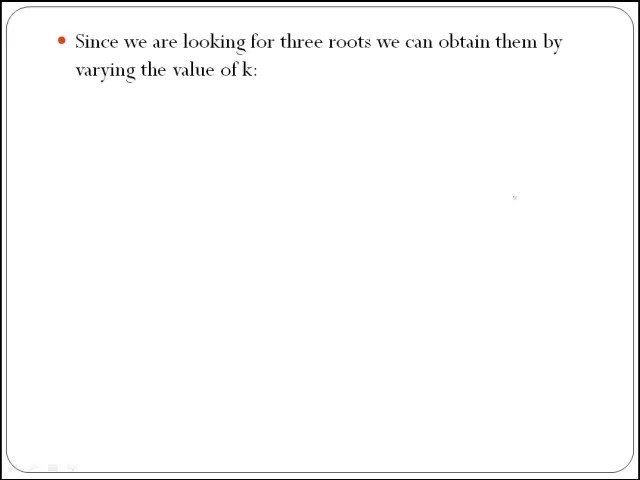 Since we are looking for three roots we can obtain them by
varying the value of k: